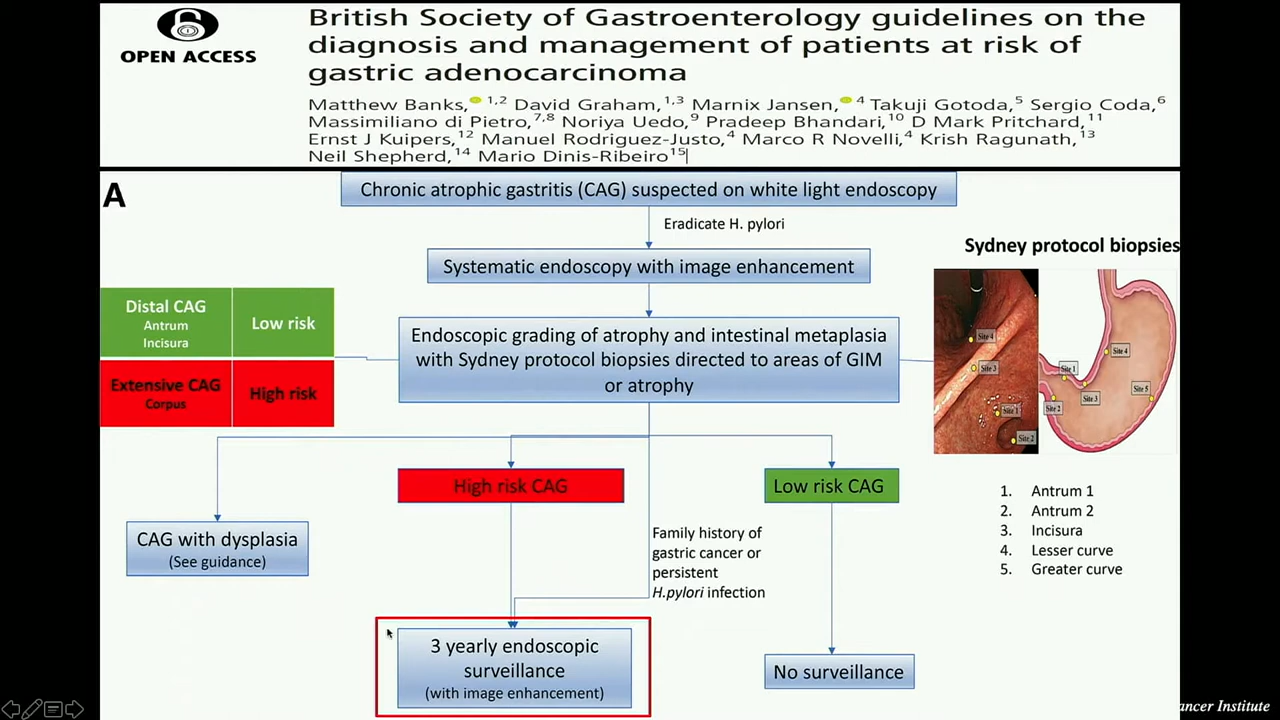 British Society of Gastroenterology guidelines on the
diagnosis and management of patients at risk of
gastric adenocarcinoma
OPEN ACCESS
Matthew Banks, 1,2 David Graham,1,3 Marnix Jansen, 4 Takuji Gotoda,5 Sergio Coda,6
Massimiliano di Pietro,7,8 Noriya Uedo,9 Pradeep Bhandari,10 D Mark Pritchard,11
Ernst J Kuipers,12 Manuel Rodriguez-Justo,4 Marco R Novelli,4 Krish Ragunath,13
Neil Shepherd,14 Mario Dinis-Ribeiro15
A
Chronic atrophic gastritis (CAG) suspected on white light endoscopy
Eradicate H. pylori
Systematic endoscopy with image enhancement
Endoscopic grading of atrophy and intestinal metaplasia
with Sydney protocol biopsies directed to areas of GIM
or atrophy
Distal CAG
Antrum
Incisura
Low risk
Extensive CAG
Corpus
High risk
Sydney protocol biopsies
Site 4
Site 3
Site 1
Site 2
Site 1
Site 2
Site 3
Site 4
Site 5
1. Antrum 1
2. Antrum 2
3. Incisura
4. Lesser curve
5. Greater curve
High risk CAG
Low risk CAG
CAG with dysplasia
(See guidance)
Family history of
gastric cancer or
persistent
H.pylori infection
3 yearly endoscopic
surveillance
(with image enhancement)
No surveillance
ancer Institute